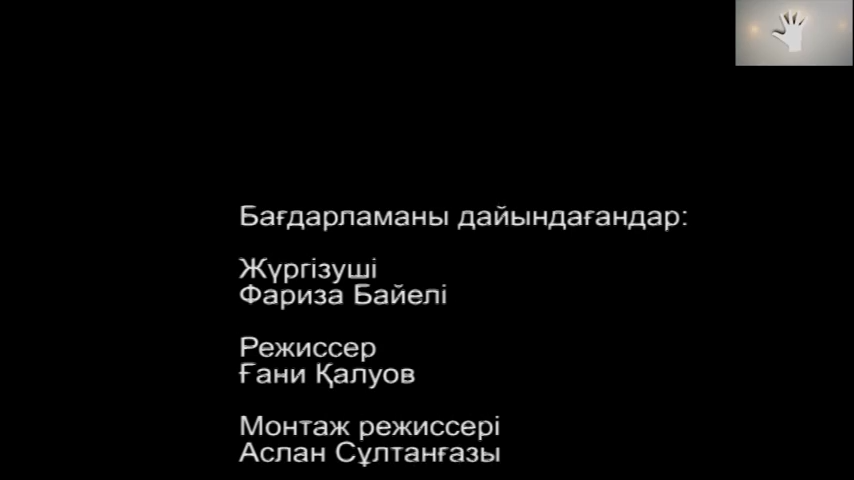 Бағдарламаны дайындағандар:
Жүргізуші
Фариза Байелі
Режиссер
Ғани Қалуов
Монтаж режиссері
Аслан Сұлтанғазы